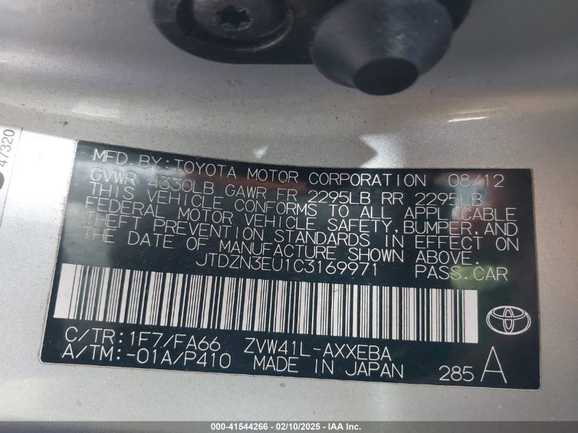 47320
MFD. BY: TOYOTA MOTOR CORPORATION 08/12
GVWR 4330LB GAWR FR 2295LB RR 2295LB
THIS VEHICLE CONFORMS TO ALL APPLICABLE
FEDERAL MOTOR VEHICLE SAFETY, BUMPER, AND
THEFT PREVENTION STANDARDS IN EFFECT ON
THE DATE OF MANUFACTURE SHOWN ABOVE.
JTDZN3EU1C3169971 PASS. CAR
C/TR: 1F7/FA66 ZVW41L-AXXEBA
A/TM: -01A/P410 MADE IN JAPAN 285 A
TOYOTA
00-41544266 - 02/10/2025 - IAA Inc.